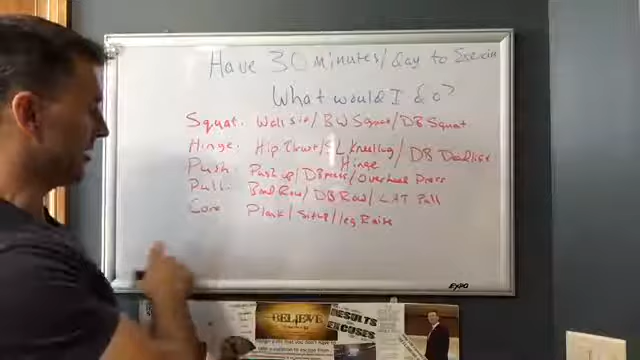 Have 30 minutes/day to
What would I do?
Squat: Wall Sit/BW Squat/DB Squat
Hinge: Hip Thrust/SL Kneeling Hinge/DB Deadlift
Push: Push up/DB Press/Overhead Press
Pull: Band Row/DB Row/LAT Pull
Core Plank/Situp/leg Raise
EXPO
BELIEVE
RESULTS
EXCUSES